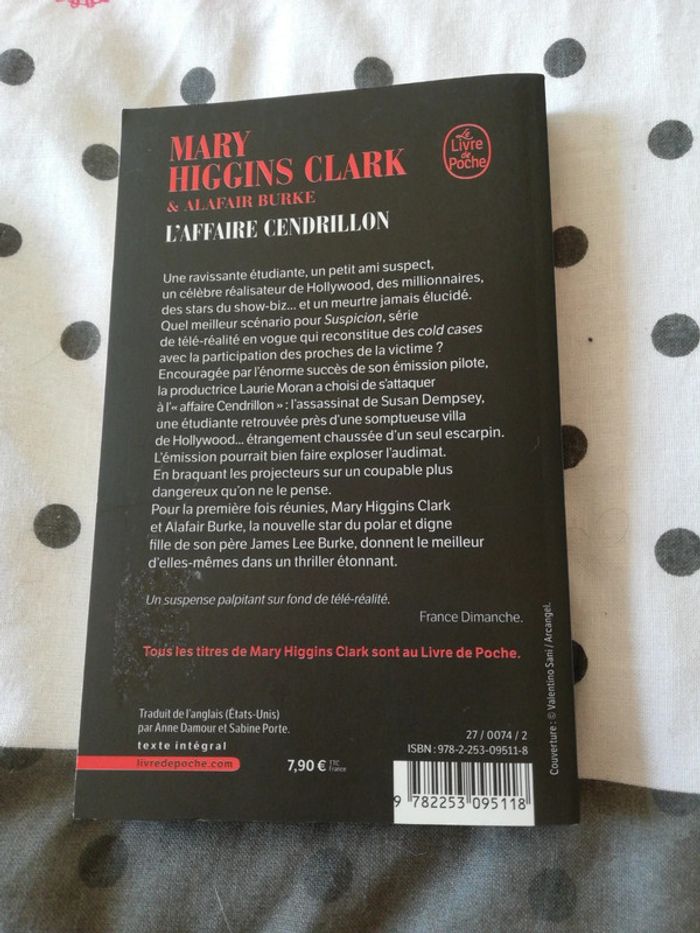 MARY
HIGGINS CLARK
& ALAFAIR BURKE
L'AFFAIRE CENDRILLON
Le
Livre
de
Poche
Une ravissante étudiante, un petit ami suspect,
un célèbre réalisateur de Hollywood, des millionnaires,
des stars du show-biz... et un meurtre jamais élucidé.
Quel meilleur scénario pour Suspicion, série
de télé-réalité en vogue qui reconstitue des cold cases
avec la participation des proches de la victime ?
Encouragée par l'énorme succès de son émission pilote,
la productrice Laurie Moran a choisi de s'attaquer
à l'« affaire Cendrillon » : l'assassinat de Susan Dempsey,
une étudiante retrouvée près d'une somptueuse villa
de Hollywood... étrangement chaussée d'un seul escarpin.
L'émission pourrait bien faire exploser l'audimat.
En braquant les projecteurs sur un coupable plus
dangereux qu'on ne le pense.
Pour la première fois réunies, Mary Higgins Clark
et Alafair Burke, la nouvelle star du polar et digne
fille de son père James Lee Burke, donnent le meilleur
d'elles-mêmes dans un thriller étonnant.
Un suspense palpitant sur fond de télé-réalité.
France Dimanche.
Tous les titres de Mary Higgins Clark sont au Livre de Poche.
Traduit de l'anglais (États-Unis)
par Anne Damour et Sabine Porte.
texte intégral
livredepoche.com
7,90 € TTC
France
27 / 0074 / 2
ISBN : 978-2-253-09511-8
9 782253 095118
Couverture : © Valentino Sani / Arcangel.